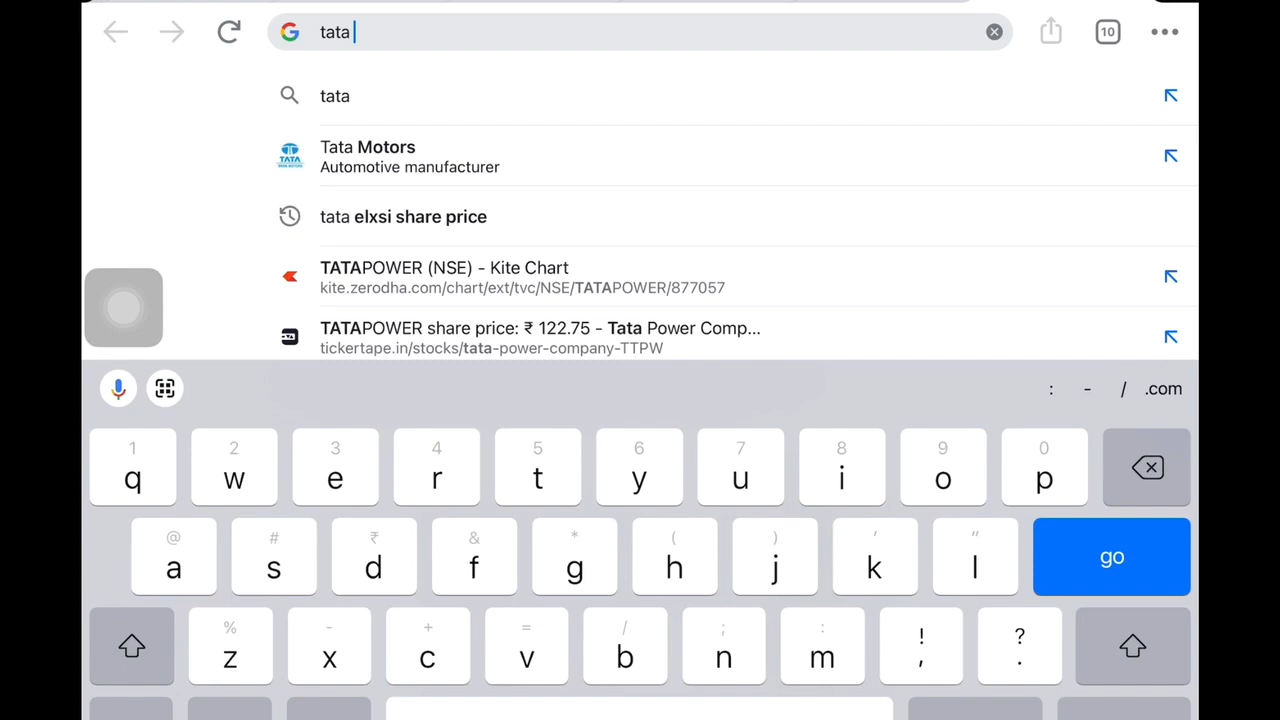 tata
10
tata
Tata Motors
Automotive manufacturer
tata elxsi share price
TATAPOWER (NSE) - Kite Chart
kite.zerodha.com/chart/ext/tvc/NSE/TATAPOWER/877057
TATAPOWER share price: ₹ 122.75 - Tata Power Comp...
tickertape.in/stocks/tata-power-company-TTPW
: - / .com
1 2 3 4 5 6 7 8 9 0
q w e r t y u i o p
@ # ₹ & * ( ) ' "
a s d f g h j k l go
% - + = / ; : ! ?
z x c v b n m , .